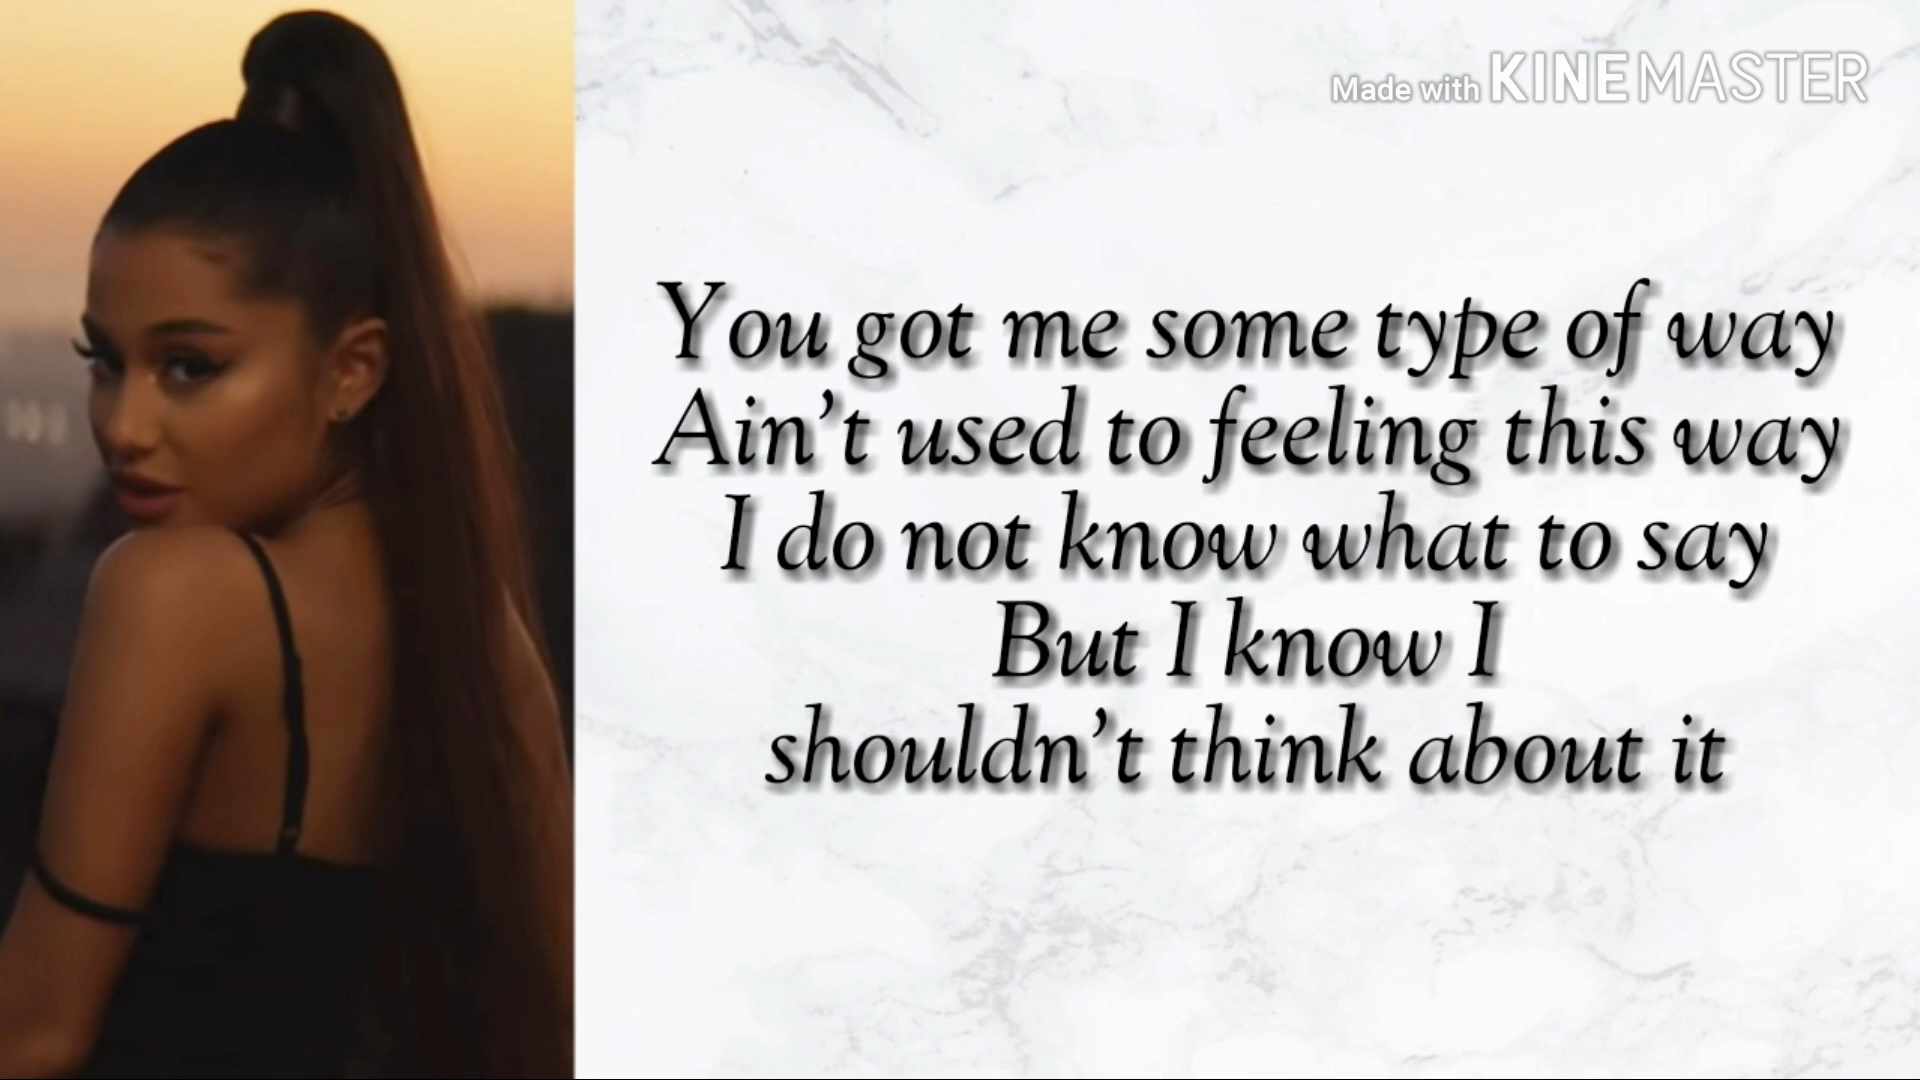 Made with KINEMASTER
You got me some type of way
Ain't used to feeling this way
I do not know what to say
But I know I
shouldn't think about it